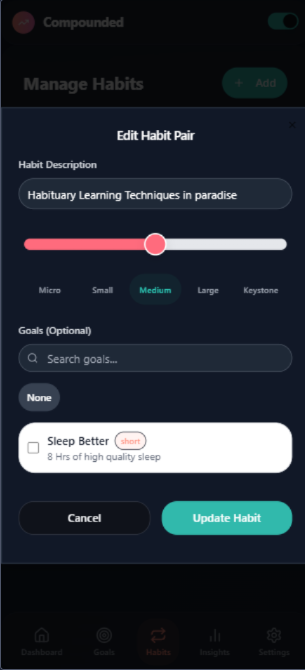 Compounded
Manage Habits
+ Add
Edit Habit Pair
Habit Description
Habituary Learning Techniques in paradise
Micro Small Medium Large Keystone
Goals (Optional)
Search goals...
None
Sleep Better short
8 Hrs of high quality sleep
Cancel Update Habit
Dashboard Goals Habits Insights Settings